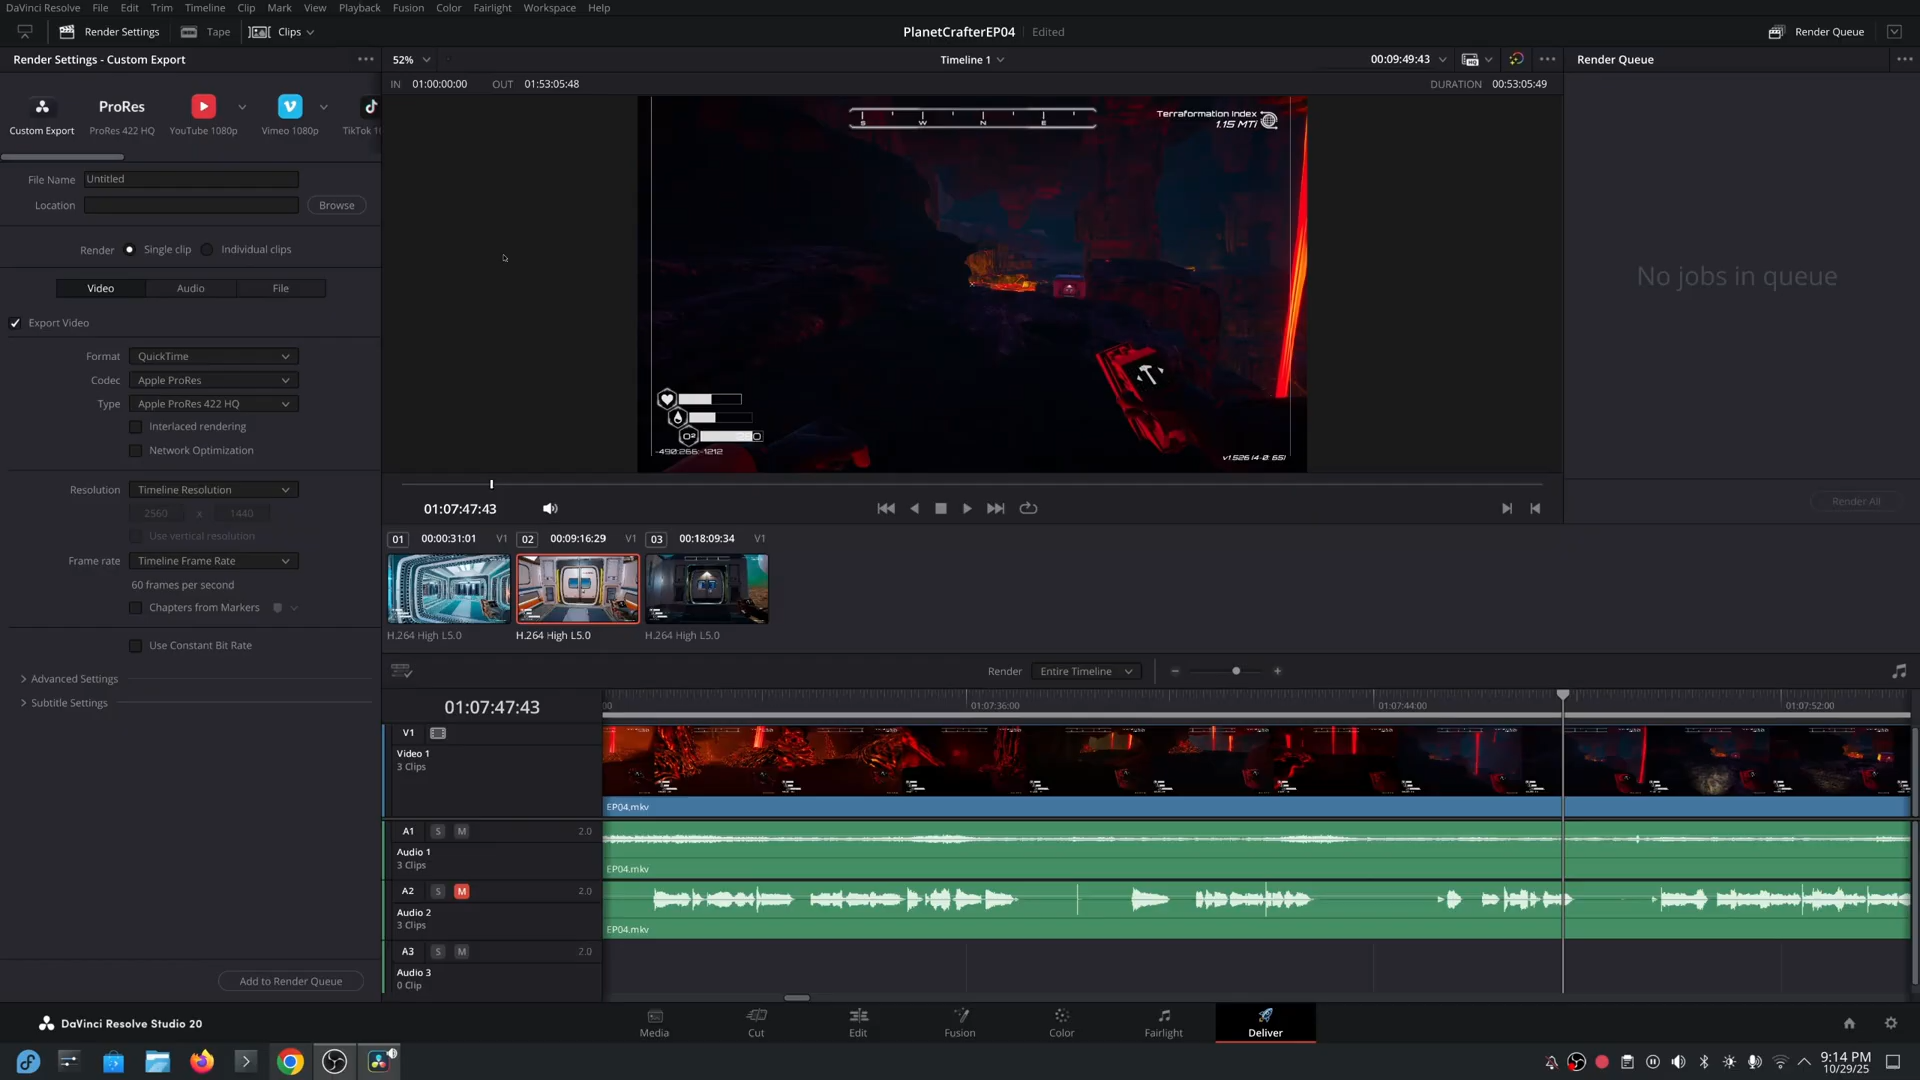 DaVinci Resolve File Edit Trim Timeline Clip Mark View Playback Fusion Color Fairlight Workspace Help
Render Settings Tape Clips PlanetCrafterEP04 Edited Render Queue
Render Settings - Custom Export 52% Timeline 1 00:09:49:43 Render Queue
IN 01:00:00:00 OUT 01:53:05:48 DURATION 00:53:05:49
ProRes
Custom Export ProRes 422 HQ YouTube 1080p Vimeo 1080p TikTok 1
S W N E
Terraformation Index
1.15 MTi
File Name Untitled
Location Browse
Render Single clip Individual clips
Video Audio File
Export Video
No jobs in queue
Format QuickTime
Codec Apple ProRes
Type Apple ProRes 422 HQ
Interlaced rendering
Network Optimization
-490:266:-1212
Resolution Timeline Resolution
2560 x 1440
Use vertical resolution
Frame rate Timeline Frame Rate
60 frames per second
Chapters from Markers
Use Constant Bit Rate
Advanced Settings
Subtitle Settings
Add to Render Queue
Render All
01:07:47:43
01 00:00:31:01 V1 02 00:09:16:29 V1 03 00:18:09:34 V1
H.264 High L5.0 H.264 High L5.0 H.264 High L5.0
Render Entire Timeline
01:07:47:43 01:07:36:00 01:07:44:00 01:07:52:00
V1
Video 1
3 Clips
EP04.mkv
A1 S M 2.0
Audio 1
3 Clips
EP04.mkv
A2 S M 2.0
Audio 2
3 Clips
EP04.mkv
A3 S M 2.0
Audio 3
0 Clip
DaVinci Resolve Studio 20
Media Cut Edit Fusion Color Fairlight Deliver
9:14 PM
10/29/25